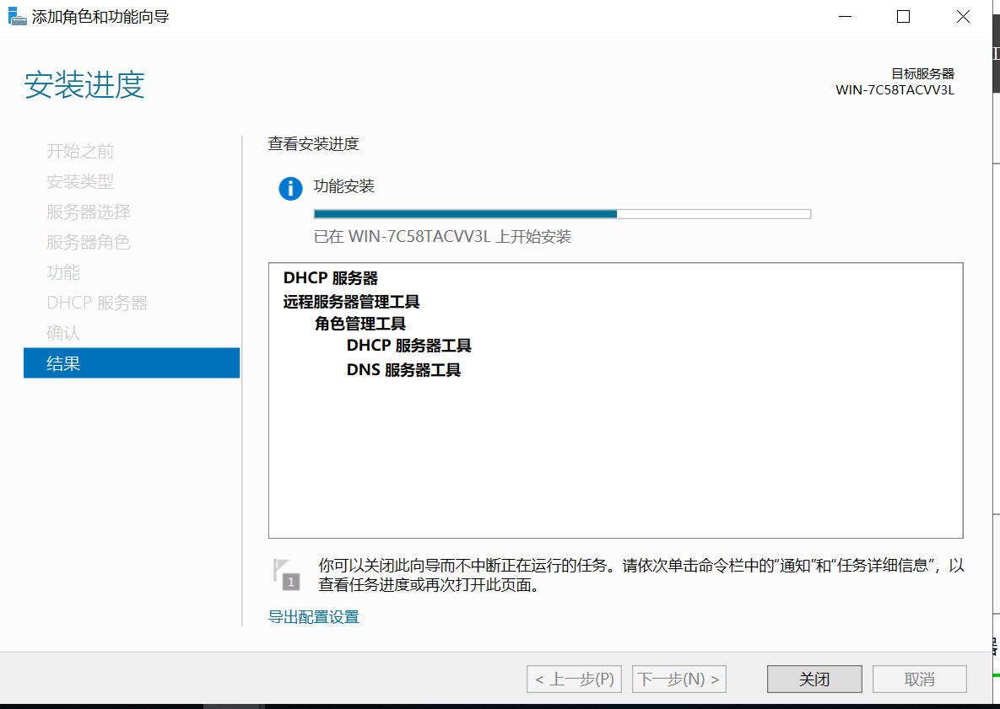 添加角色和功能向导
安装进度
目标服务器
WIN-7C58TACVV3L
开始之前
安装类型
服务器选择
服务器角色
功能
DHCP 服务器
确认
结果
查看安装进度
功能安装
已在 WIN-7C58TACVV3L 上开始安装
DHCP 服务器
远程服务器管理工具
角色管理工具
DHCP 服务器工具
DNS 服务器工具
1
你可以关闭此向导而不中断正在运行的任务。请依次单击命令栏中的“通知”和“任务详细信息”，以
查看任务进度或再次打开此页面。
导出配置设置
< 上一步(P)
下一步(N) >
关闭
取消